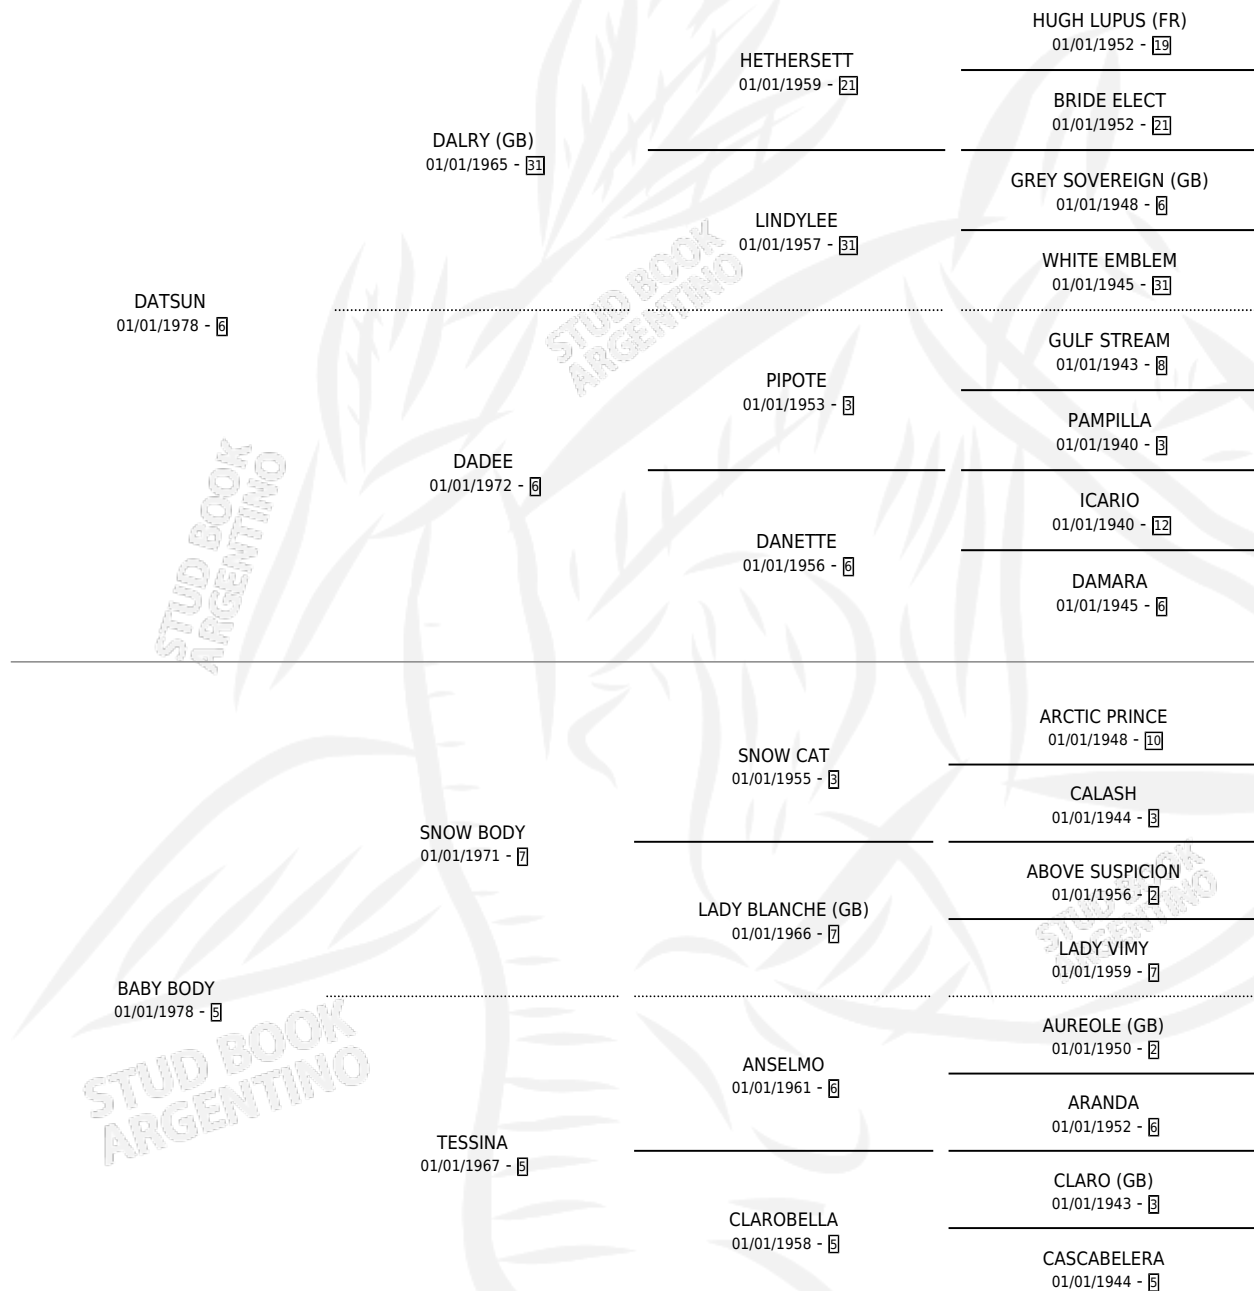 HUGH LUPUS (FR)
01/01/1952 - 19
HETHERSETT
01/01/1959 - 21
BRIDE ELECT
01/01/1952 - 21
DALRY (GB)
01/01/1965 - 31
GREY SOVEREIGN (GB)
01/01/1948 - 6
LINDYLEE
01/01/1957 - 31
WHITE EMBLEM
01/01/1945 - 31
DATSUN
01/01/1978 - 6
GULF STREAM
01/01/1943 - 8
PIPOTE
01/01/1953 - 3
PAMPILLA
01/01/1940 - 3
DADEE
01/01/1972 - 6
ICARIO
01/01/1940 - 12
DANETTE
01/01/1956 - 6
DAMARA
01/01/1945 - 6
ARCTIC PRINCE
01/01/1948 - 10
SNOW CAT
01/01/1955 - 3
CALASH
01/01/1944 - 3
SNOW BODY
01/01/1971 - 7
ABOVE SUSPICION
01/01/1956 - 2
LADY BLANCHE (GB)
01/01/1966 - 7
LADY VIMY
01/01/1959 - 7
BABY BODY
01/01/1978 - 5
AUREOLE (GB)
01/01/1950 - 2
ANSELMO
01/01/1961 - 6
ARANDA
01/01/1952 - 6
TESSINA
01/01/1967 - 5
CLARO (GB)
01/01/1943 - 3
CLAROBELLA
01/01/1958 - 5
CASCABELERA
01/01/1944 - 5
STUD BOOK
ARGENTINO
STUD BOOK
ARGENTINO
STUD BOOK
ARGENTINO
STUD BOOK
ARGENTINO